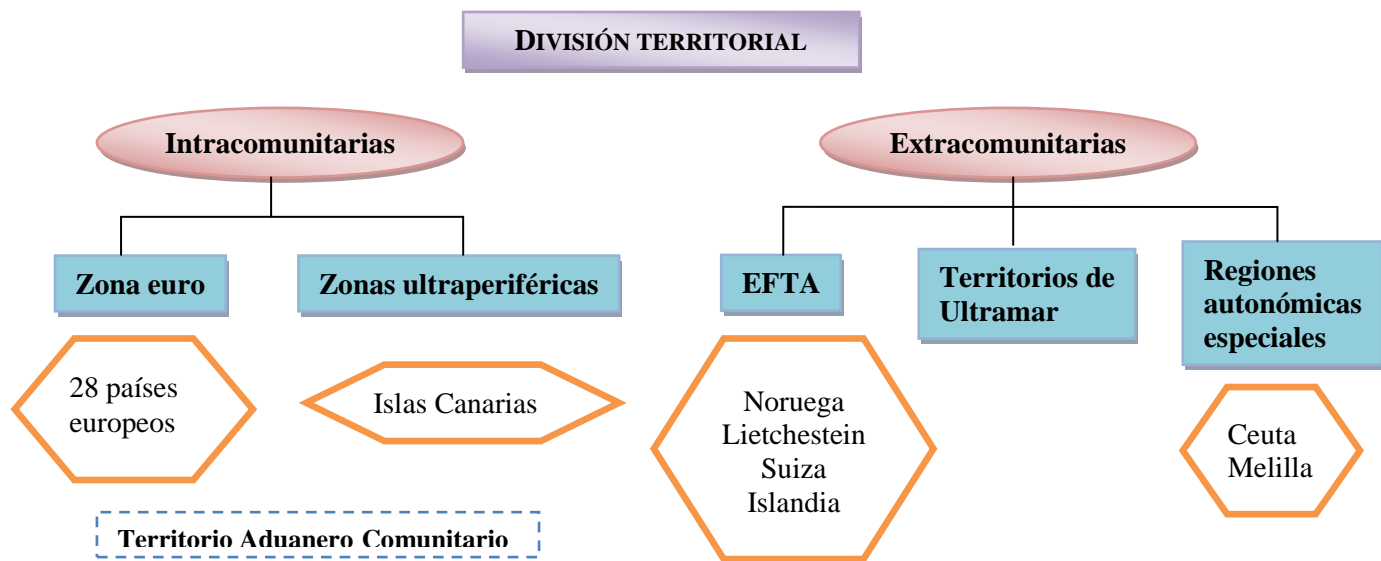 DIVISIÓN TERRITORIAL
Intracomunitarias
Extracomunitarias
Zona euro
Zonas ultraperiféricas
EFTA
Territorios de
Ultramar
Regiones
autonómicas
especiales
28 países
europeos
Islas Canarias
Noruega
Lietchestein
Suiza
Islandia
Ceuta
Melilla
Territorio Aduanero Comunitario